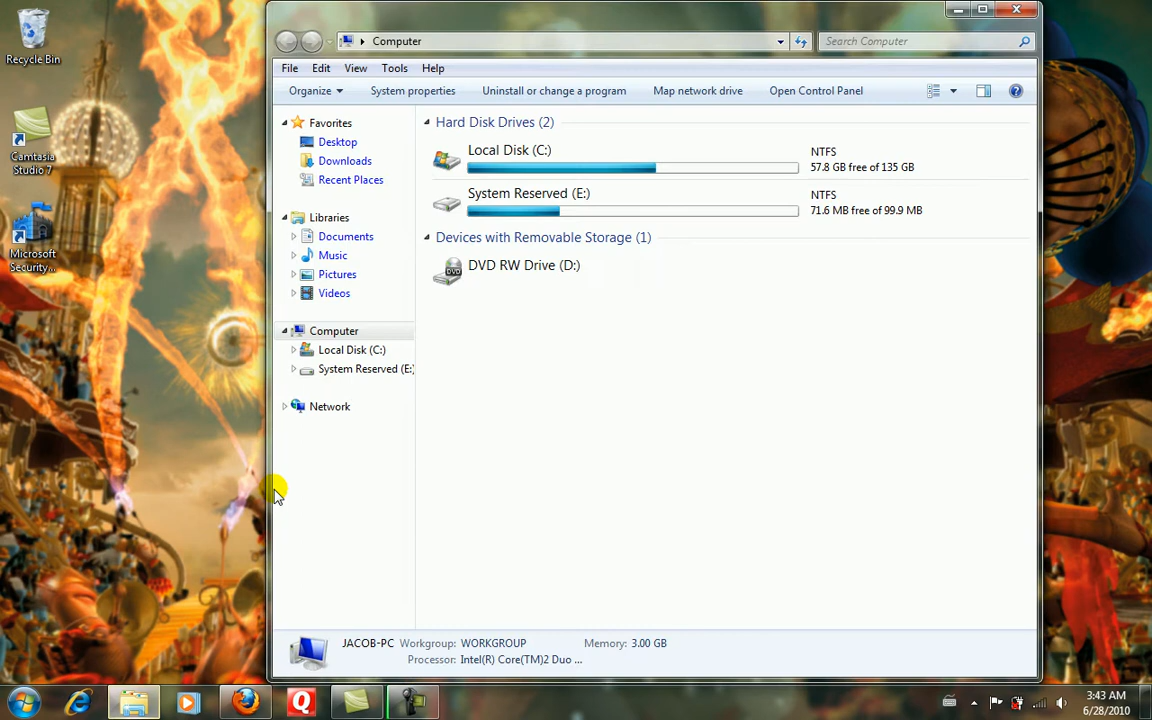 Recycle Bin
Camtasia
Studio 7
Microsoft
Security...
Computer
Search Computer
File Edit View Tools Help
Organize System properties Uninstall or change a program Map network drive Open Control Panel
Favorites
Desktop
Downloads
Recent Places
Libraries
Documents
Music
Pictures
Videos
Computer
Local Disk (C:)
System Reserved (E:)
Network
Hard Disk Drives (2)
Local Disk (C:)
NTFS
57.8 GB free of 135 GB
System Reserved (E:)
NTFS
71.6 MB free of 99.9 MB
Devices with Removable Storage (1)
DVD RW Drive (D:)
DVD
JACOB-PC Workgroup: WORKGROUP Memory: 3.00 GB
Processor: Intel(R) Core(TM)2 Duo ...
Q
3:43 AM
6/28/2010